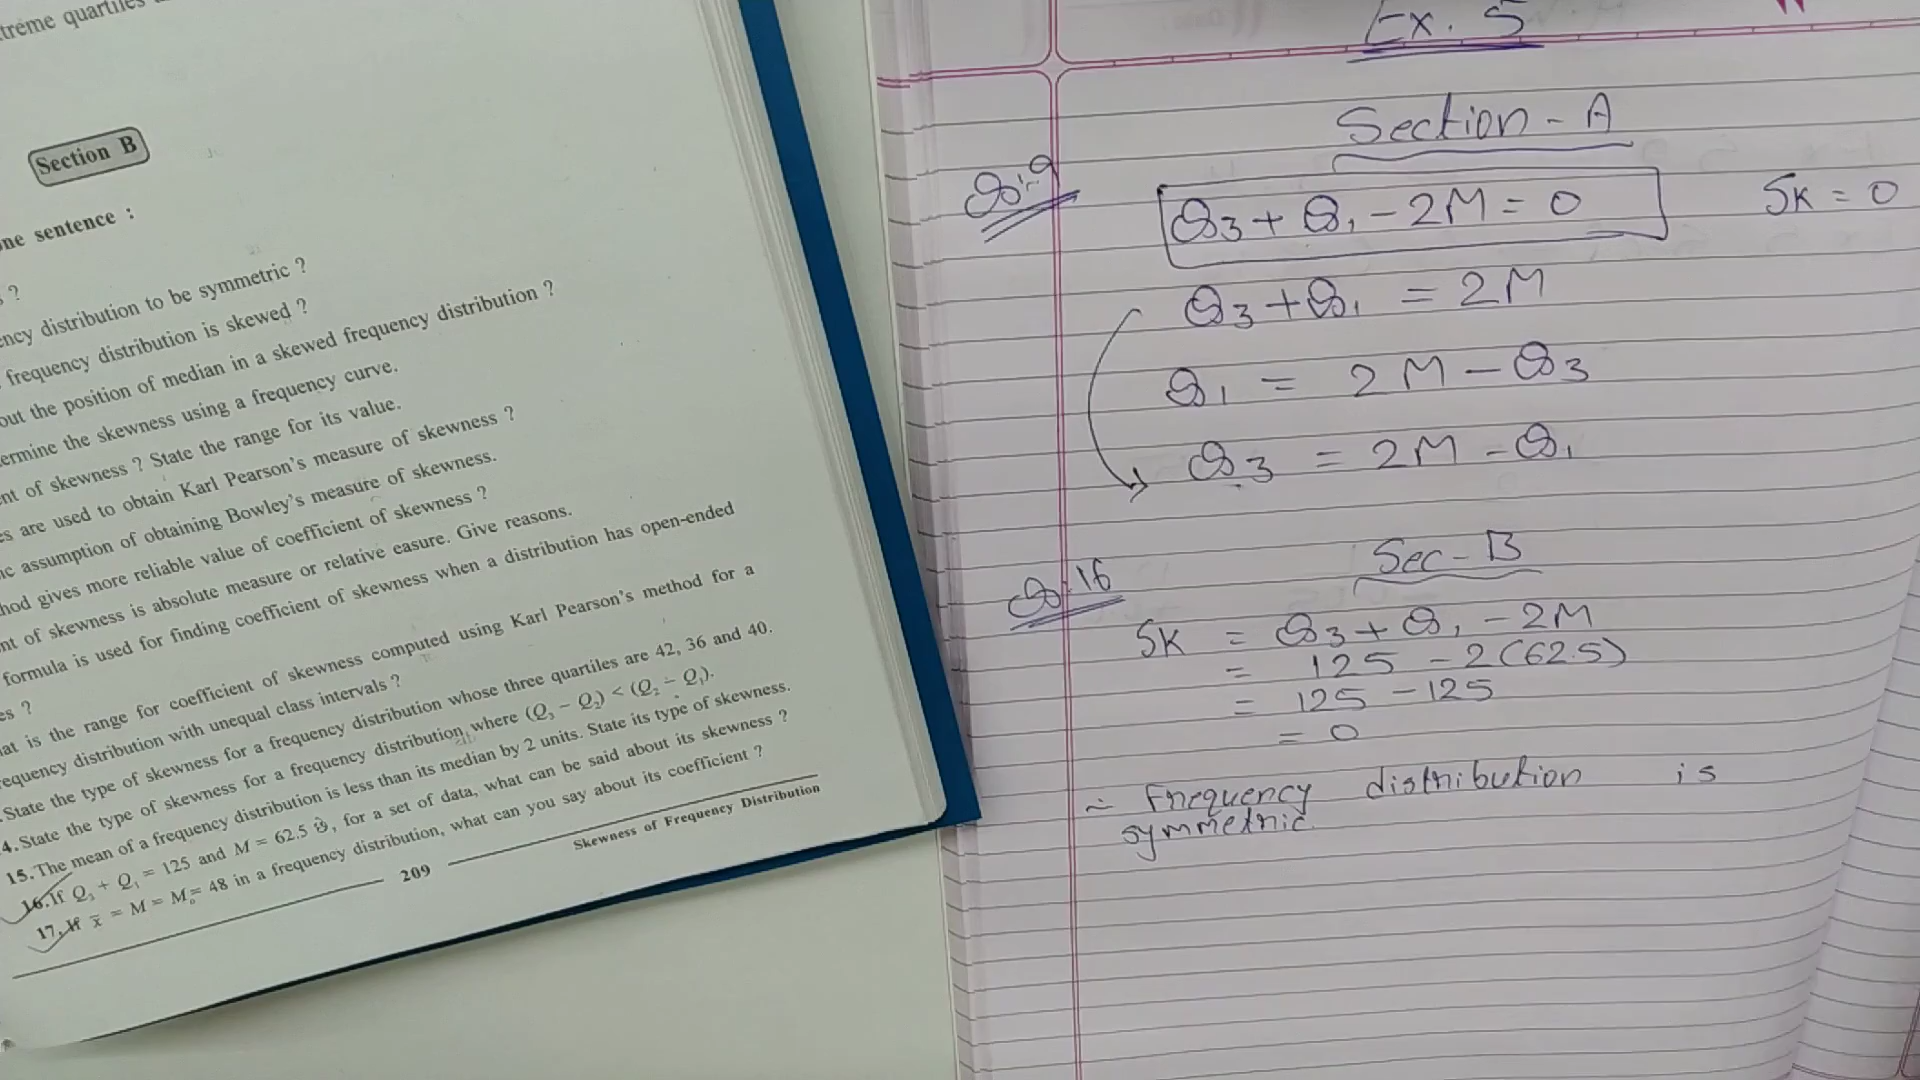 treme quartiles
Section B
one sentence :
s ?
ency distribution to be symmetric ?
frequency distribution is skewed ?
out the position of median in a skewed frequency distribution ?
ermine the skewness using a frequency curve.
nt of skewness ? State the range for its value.
es are used to obtain Karl Pearson's measure of skewness ?
ic assumption of obtaining Bowley's measure of skewness.
hod gives more reliable value of coefficient of skewness ?
nt of skewness is absolute measure or relative easure. Give reasons.
formula is used for finding coefficient of skewness when a distribution has open-ended
es ?
at is the range for coefficient of skewness computed using Karl Pearson's method for a
requency distribution with unequal class intervals ?
. State the type of skewness for a frequency distribution whose three quartiles are 42, 36 and 40.
4. State the type of skewness for a frequency distribution, where (Q₃ − Q₂) < (Q₂ − Q₁).
15. The mean of a frequency distribution is less than its median by 2 units. State its type of skewness.
16. If Q₃ + Q₁ = 125 and M = 62.5 , for a set of data, what can be said about its skewness ?
17. If x̄ = M = Mₒ = 48 in a frequency distribution, what can you say about its coefficient ?
209
Skewness of Frequency Distribution
Ex. 5
Section - A
Q:-9
Q₃ + Q₁ - 2M = 0 SK = 0
Q₃ + Q₁ = 2M
Q₁ = 2M - Q₃
Q₃ = 2M - Q₁
Sec - B
Q.16
SK = Q₃ + Q₁ - 2M
= 125 - 2(62.5)
= 125 - 125
= 0
∴ Frequency distribution is
symmetric.